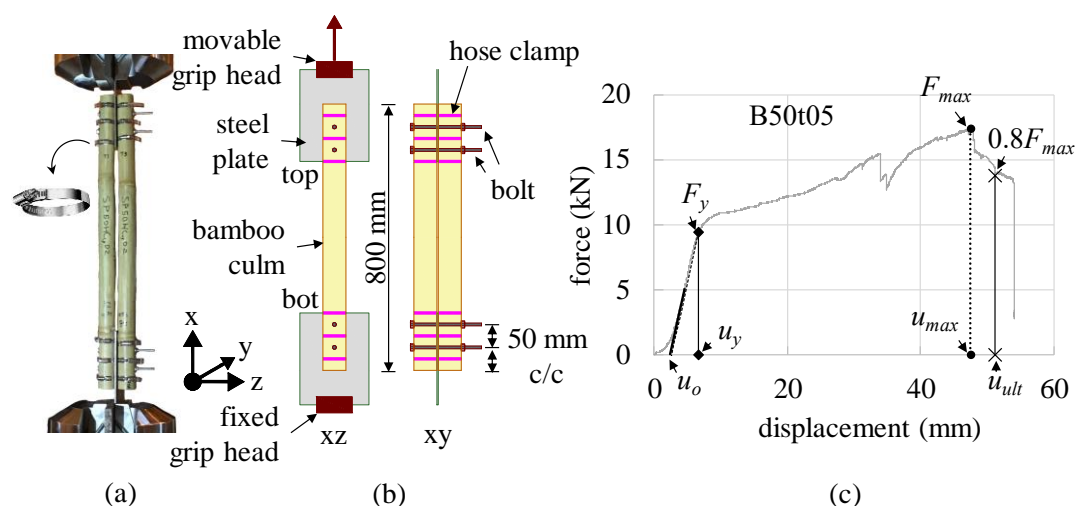 movable
grip head
steel
plate
top
bamboo
culm
bot
fixed
grip head
800 mm
xz
hose clamp
bolt
50 mm
c/c
xy
x
y
z
(a)
(b)
B50t05
force (kN)
20
15
10
5
0
F_max
0.8F_max
F_y
u_y
u_max
u_o
u_ult
0
20
40
60
displacement (mm)
(c)